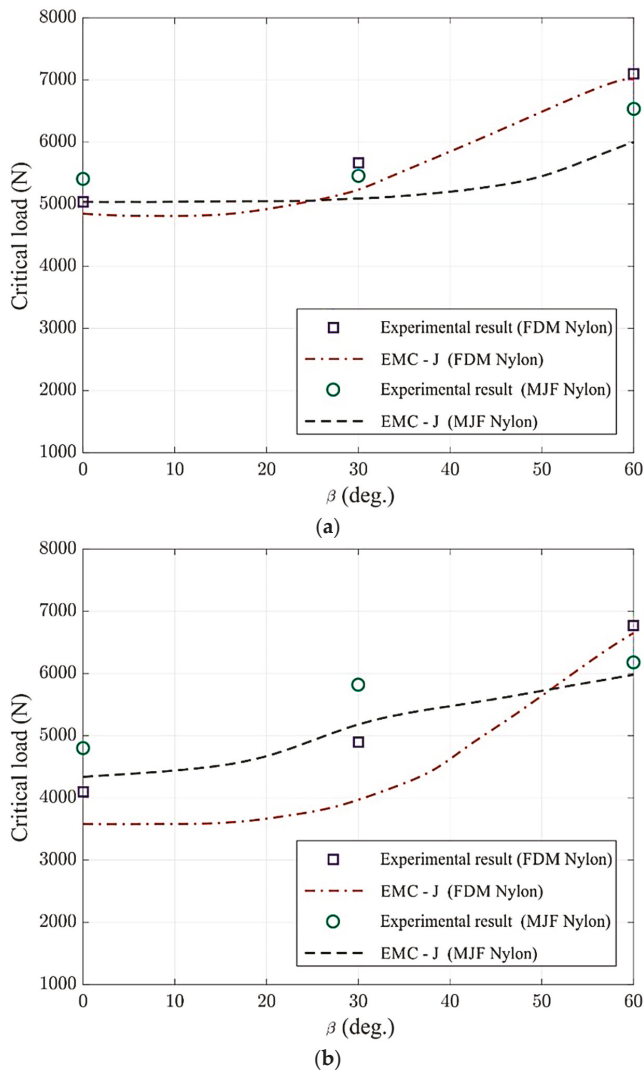 8000
7000
6000
5000
4000
3000
2000
1000
Critical load (N)
Experimental result (FDM Nylon)
EMC - J (FDM Nylon)
Experimental result (MJF Nylon)
EMC - J (MJF Nylon)
0 10 20 30 40 50 60
β (deg.)
(a)
8000
7000
6000
5000
4000
3000
2000
1000
Critical load (N)
Experimental result (FDM Nylon)
EMC - J (FDM Nylon)
Experimental result (MJF Nylon)
EMC - J (MJF Nylon)
0 10 20 30 40 50 60
β (deg.)
(b)